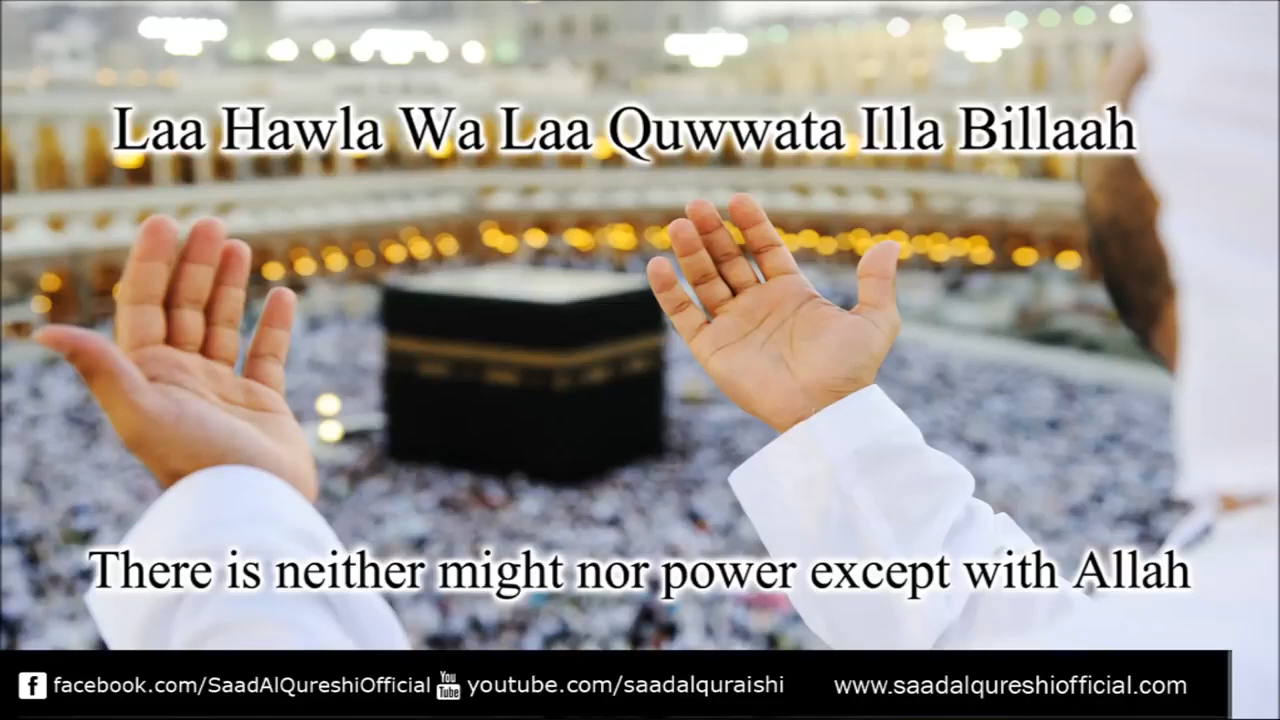 Laa Hawla Wa Laa Quwwata Illa Billaah
There is neither might nor power except with Allah
f facebook.com/SaadAlQureshiOfficial You Tube youtube.com/saadalquraishi www.saadalqureshiofficial.com